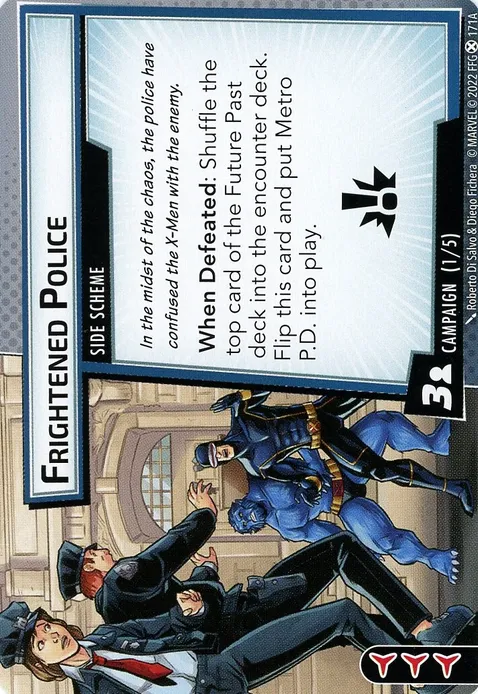 FRIGHTENED POLICE
SIDE SCHEME
In the midst of the chaos, the police have
confused the X-Men with the enemy.
When Defeated: Shuffle the
top card of the Future Past
deck into the encounter deck.
Flip this card and put Metro
P.D. into play.
3
CAMPAIGN (1/5)
Roberto Di Salvo & Diego Fichera © MARVEL © 2022 FFG 171A